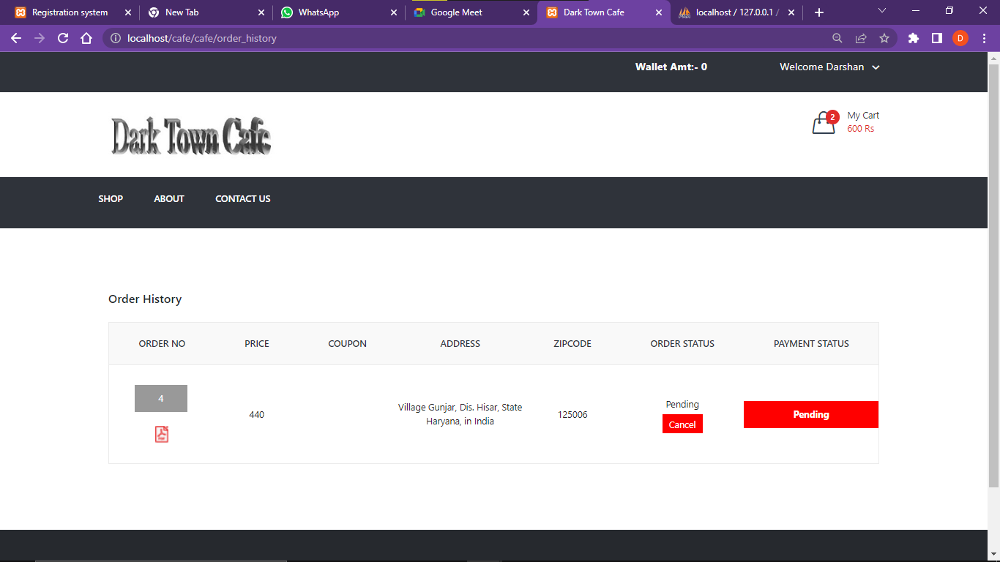 Registration system
New Tab
WhatsApp
Google Meet
Dark Town Cafe
localhost / 127.0.0.1 /
localhost/cafe/cafe/order_history
D
Wallet Amt:- 0
Welcome Darshan
Dark Town Cafe
2
My Cart
600 Rs
SHOP
ABOUT
CONTACT US
Order History
ORDER NO
PRICE
COUPON
ADDRESS
ZIPCODE
ORDER STATUS
PAYMENT STATUS
4
440
Village Gunjar, Dis. Hisar, State
Haryana, in India
125006
Pending
Cancel
Pending